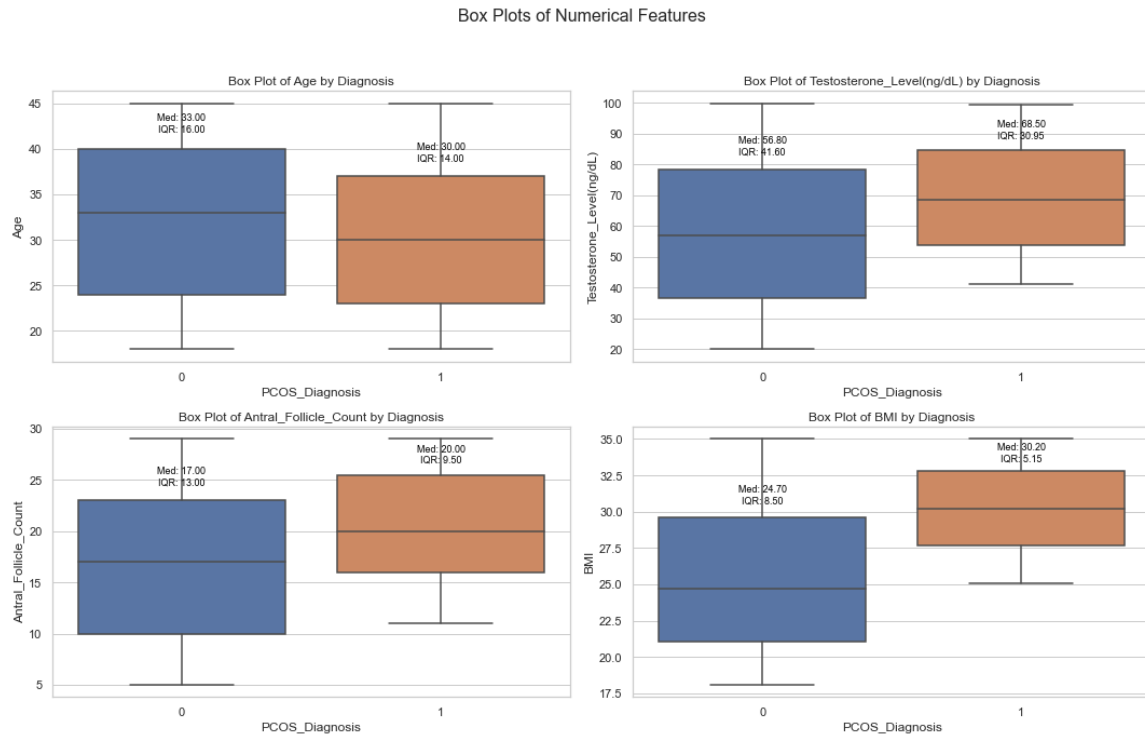 Box Plots of Numerical Features
Box Plot of Age by Diagnosis
45
40
35
30
25
20
Age
Med: 33.00
IQR: 16.00
Med: 30.00
IQR: 14.00
0
1
PCOS_Diagnosis
Box Plot of Testosterone_Level(ng/dL) by Diagnosis
100
90
80
70
60
50
40
30
20
Testosterone_Level(ng/dL)
Med: 56.80
IQR: 41.60
Med: 68.50
IQR: 30.95
0
1
PCOS_Diagnosis
Box Plot of Antral_Follicle_Count by Diagnosis
30
25
20
15
10
5
Antral_Follicle_Count
Med: 17.00
IQR: 13.00
Med: 20.00
IQR: 9.50
0
1
PCOS_Diagnosis
Box Plot of BMI by Diagnosis
35.0
32.5
30.0
27.5
25.0
22.5
20.0
17.5
BMI
Med: 24.70
IQR: 8.50
Med: 30.20
IQR: 5.15
0
1
PCOS_Diagnosis